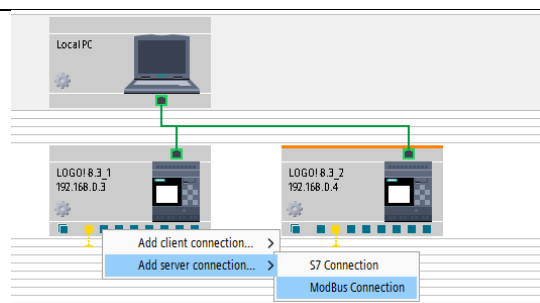 Local PC
LOGO! 8.3_1
192.168.0.3
LOGO! 8.3_2
192.168.0.4
Add client connection... >
Add server connection... >
S7 Connection
ModBus Connection